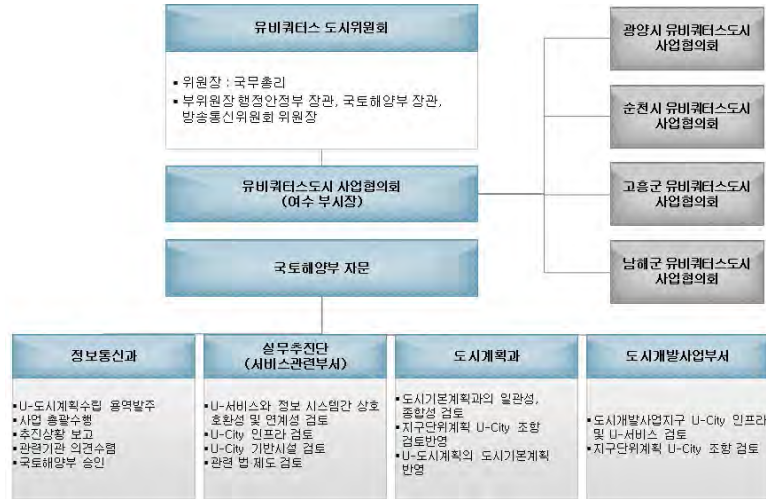 유비쿼터스 도시위원회
▪ 위원장 : 국무총리
▪ 부위원장 행정안정부 장관, 국토해양부 장관,
방송통신위원회 위원장
유비쿼터스도시 사업협의회
(여수 부시장)
국토해양부 자문
광양시 유비쿼터스도시
사업협의회
순천시 유비쿼터스도시
사업협의회
고흥군 유비쿼터스도시
사업협의회
남해군 유비쿼터스도시
사업협의회
정보통신과
▪U-도시계획수립 용역발주
▪사업 총괄수행
▪추진상황 보고
▪관련기관 의견수렴
▪국토해양부 승인
실무추진단
(서비스관련부서)
▪U-서비스와 정보 시스템간 상호
호환성 및 연계성 검토
▪U-City 인프라 검토
▪U-City 기반시설 검토
▪관련 법·제도 검토
도시계획과
▪도시기본계획과의 일관성,
종합성 검토
▪지구단위계획 U-City 조항
검토반영
▪U-도시계획의 도시기본계획
반영
도시개발사업부서
▪도시개발사업지구 U-City 인프라
및 U-서비스 검토
▪지구단위계획 U-City 조항 검토